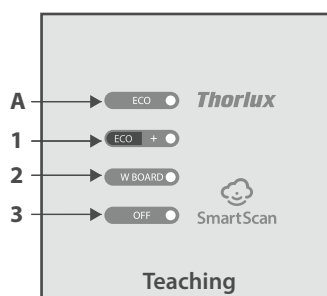 A ECO Thorlux
1 ECO +
2 W BOARD
3 OFF SmartScan
Teaching